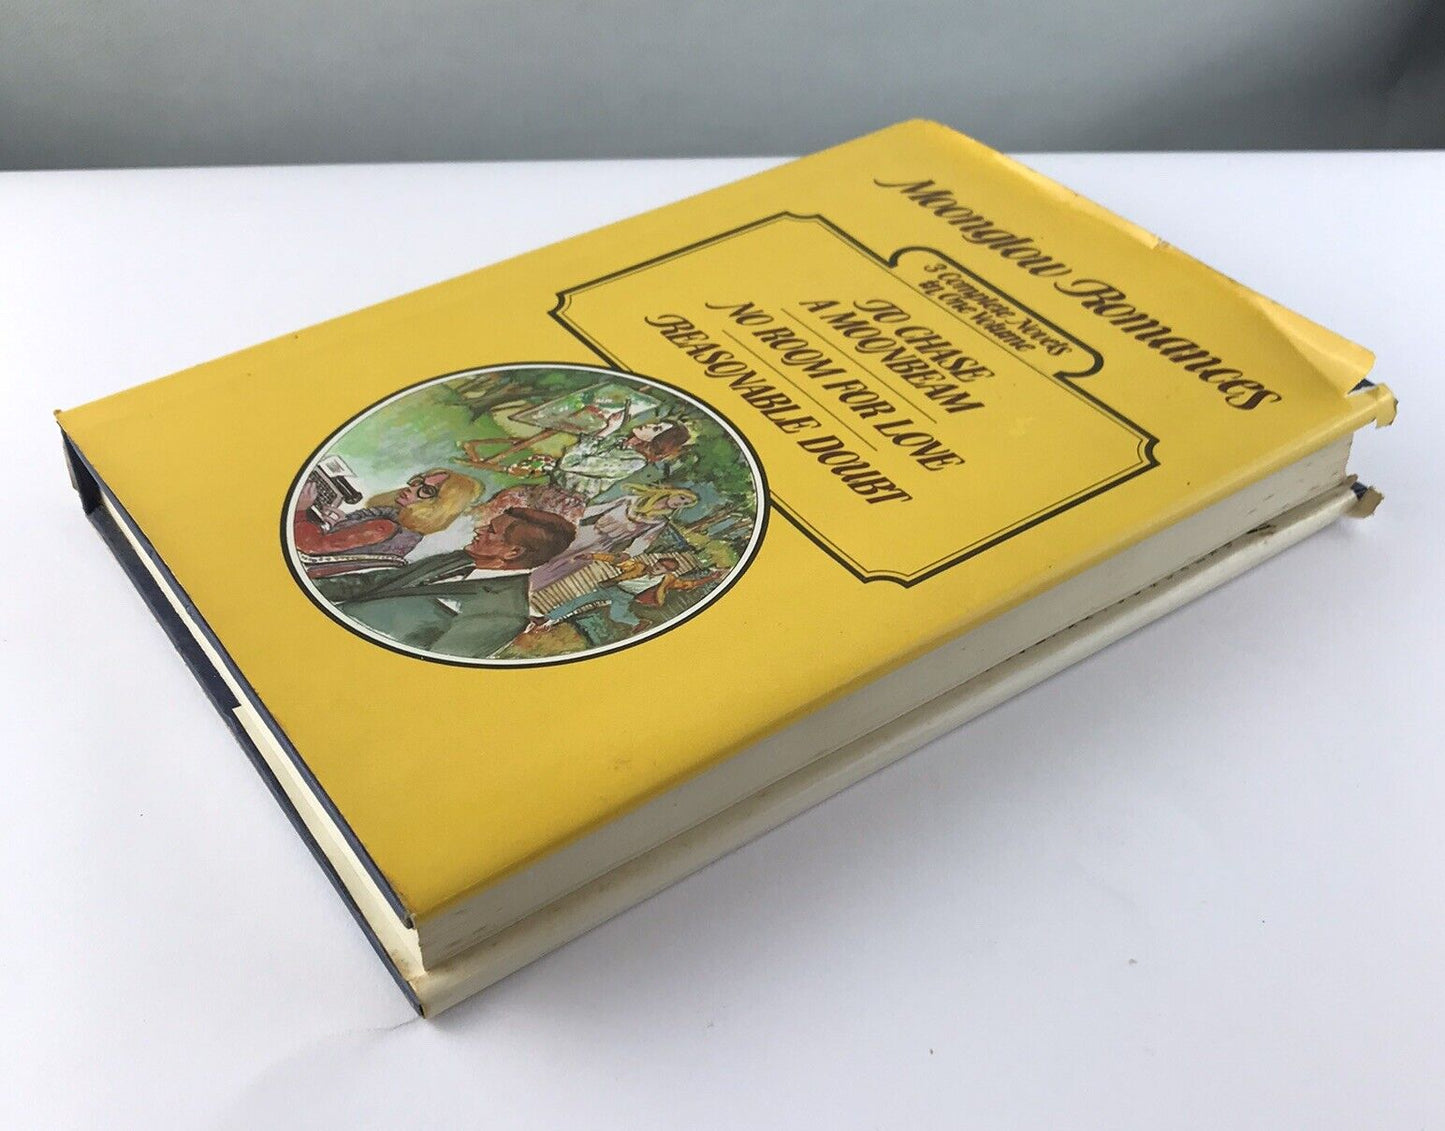 Moonglow Romances
3 Complete Novels
in One Volume
TO CHASE
A MOONBEAM
NO ROOM FOR LOVE
REASONABLE DOUBT